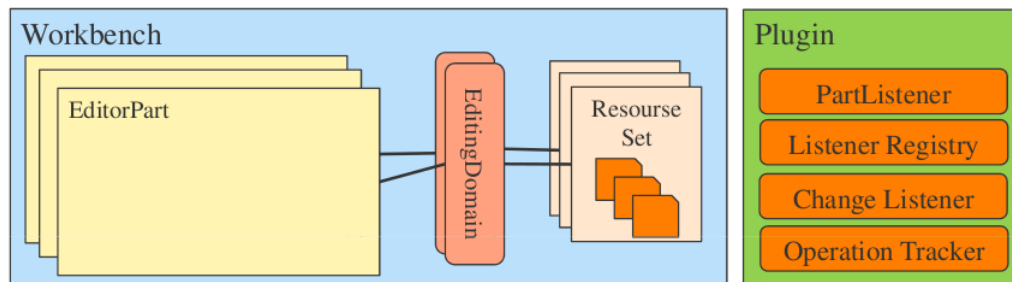 Workbench
EditorPart
EditingDomain
Resourse
Set
Plugin
PartListener
Listener Registry
Change Listener
Operation Tracker